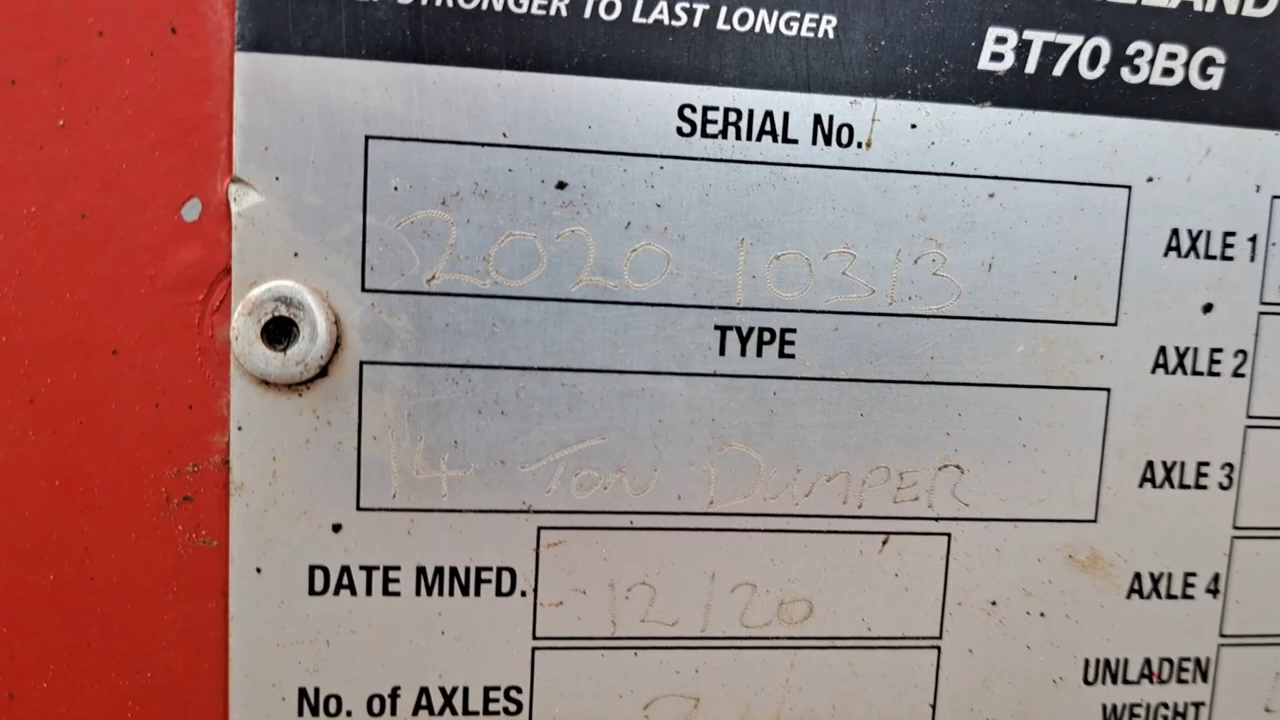 STRONGER TO LAST LONGER
BT70 3BG
SERIAL No.
2020 10313
AXLE 1
TYPE
AXLE 2
14 TON DUMPER
AXLE 3
DATE MNFD.
12/20
AXLE 4
No. of AXLES
UNLADEN
WEIGHT